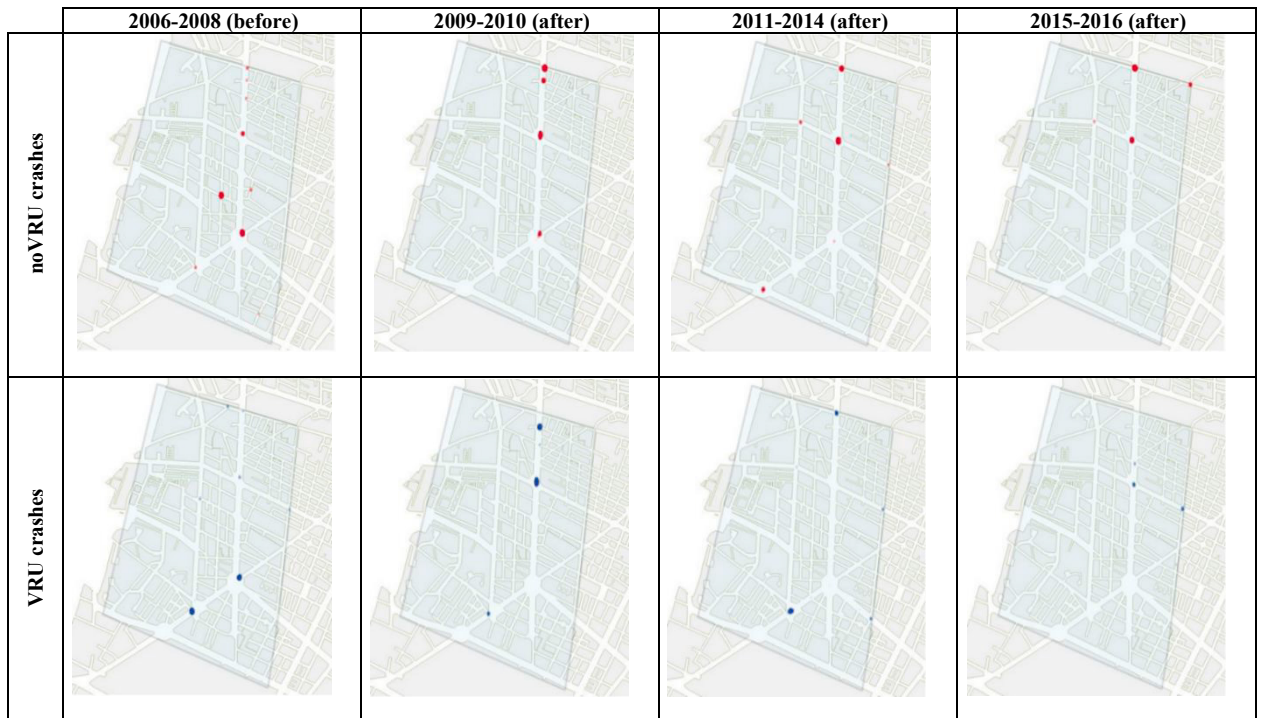 2006-2008 (before) 2009-2010 (after) 2011-2014 (after) 2015-2016 (after)
noVRU crashes
VRU crashes